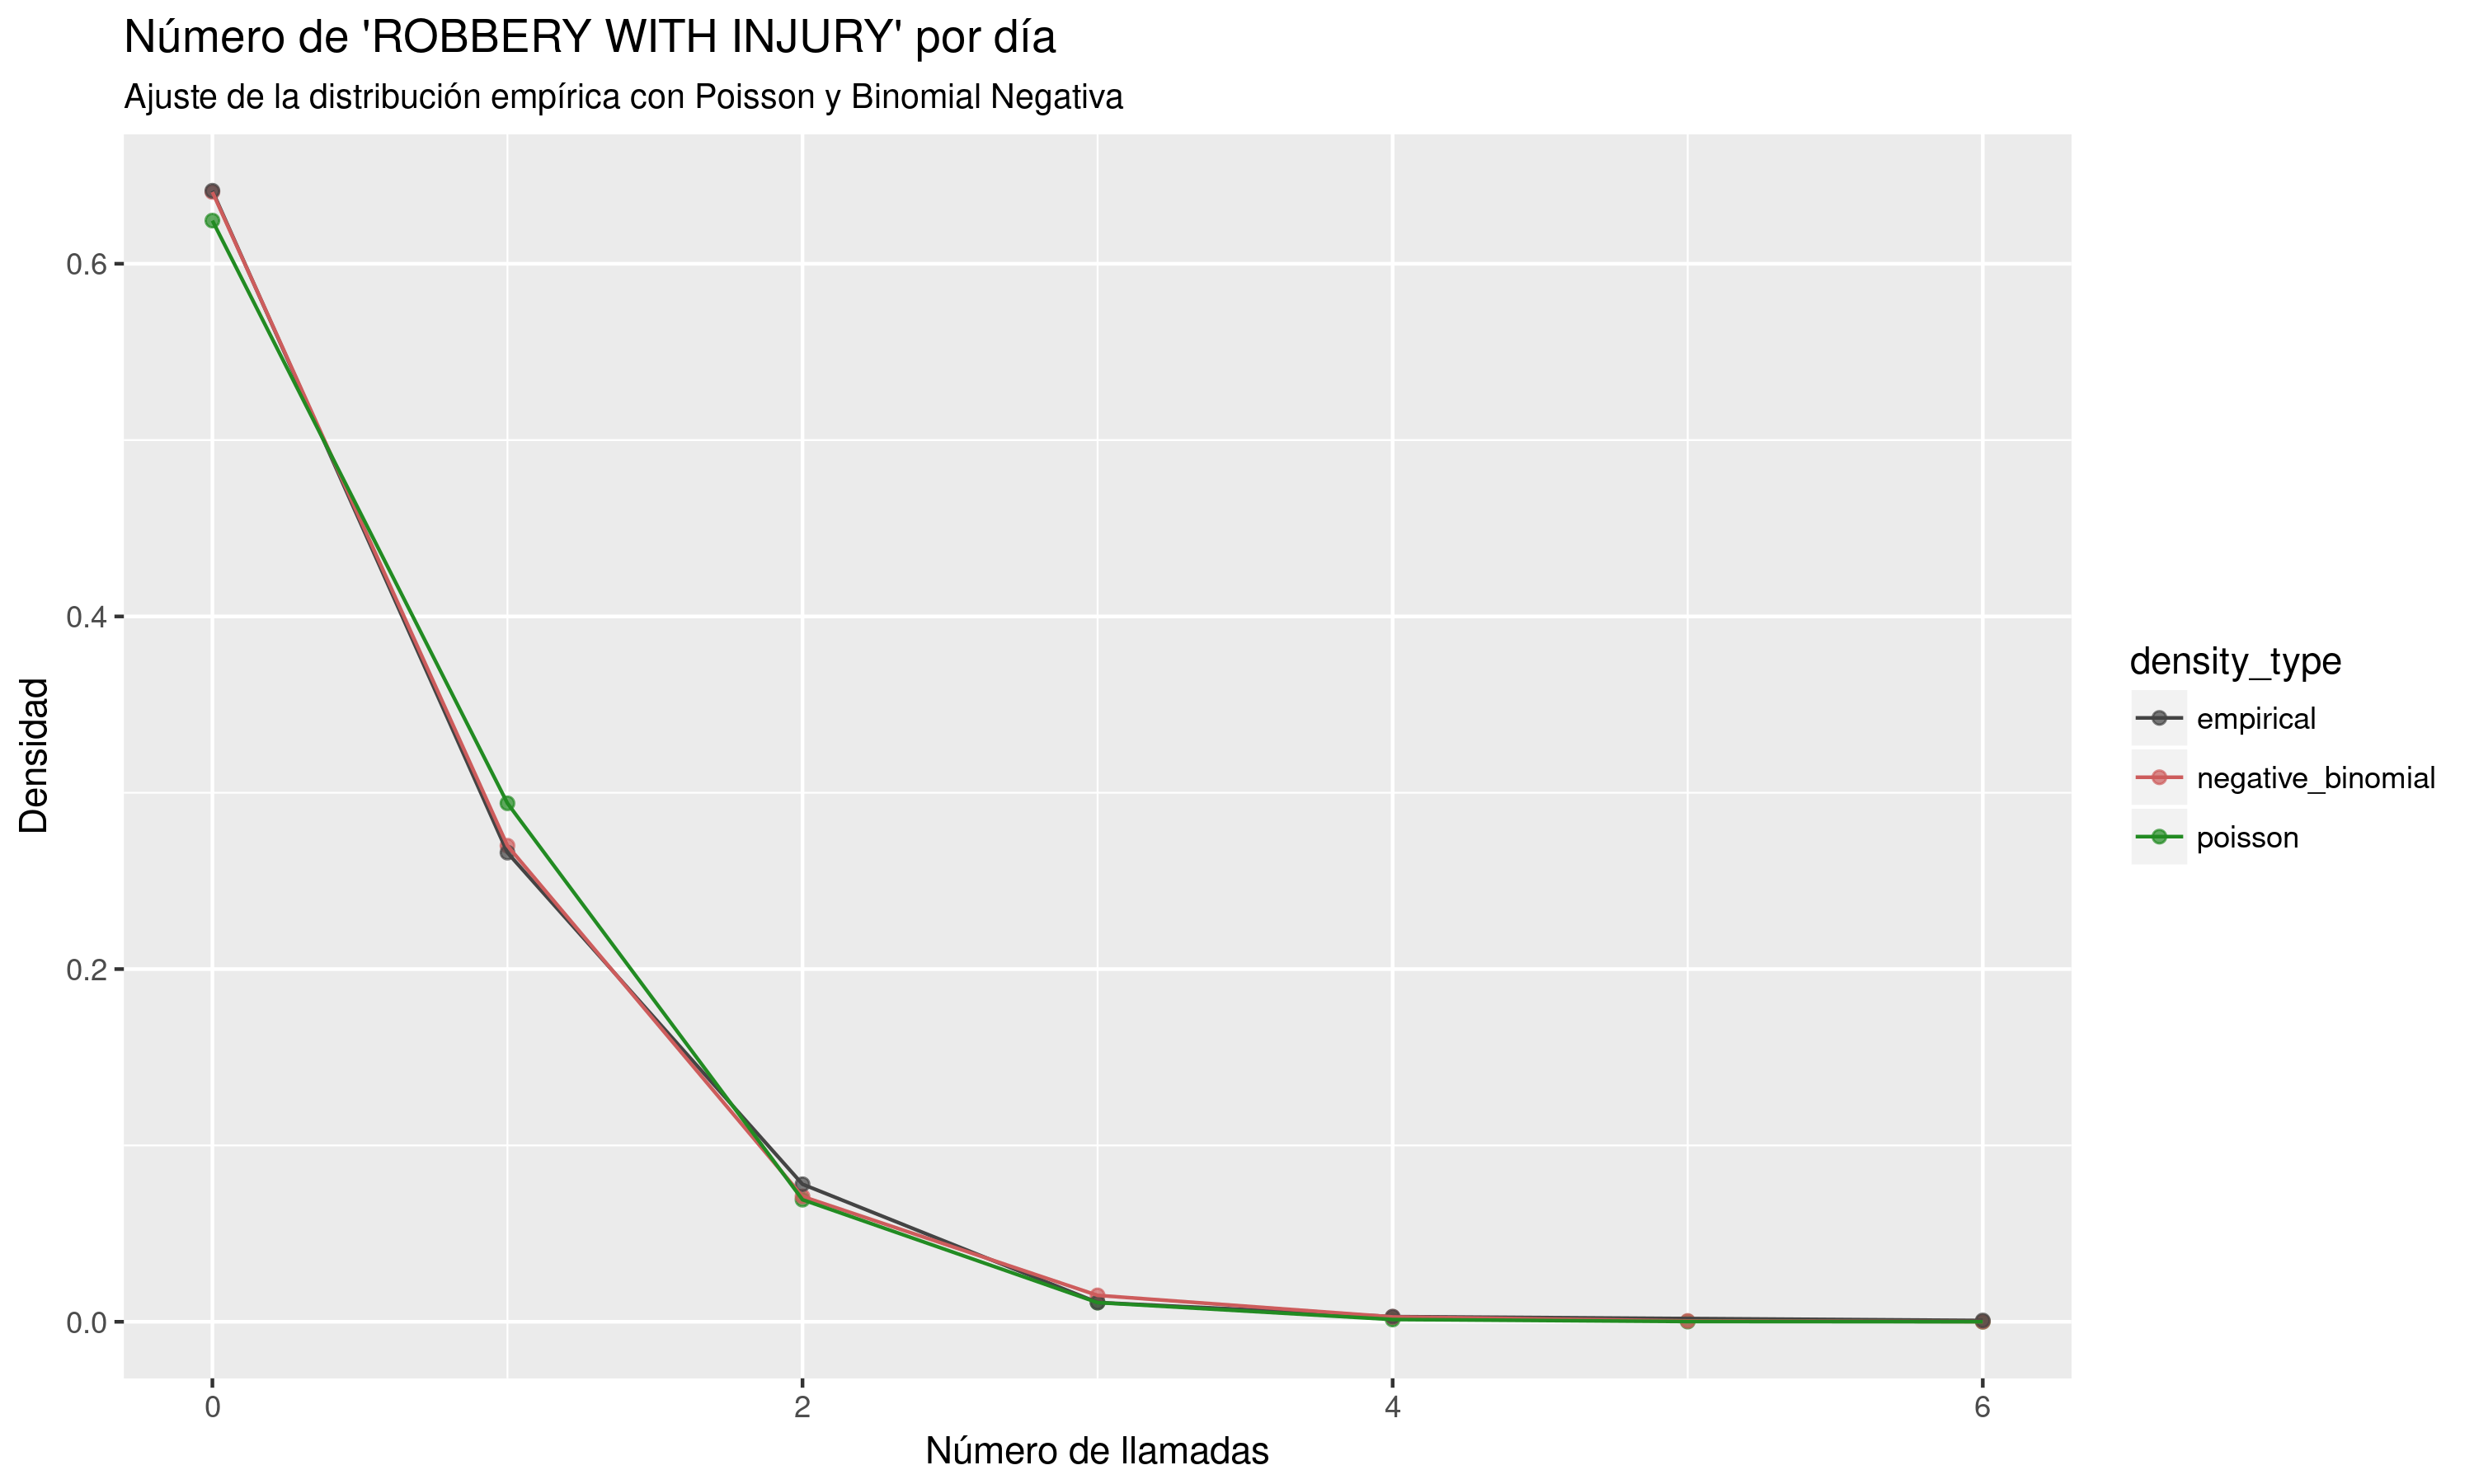 Número de 'ROBBERY WITH INJURY' por día
Ajuste de la distribución empírica con Poisson y Binomial Negativa
Densidad
0.6
0.4
0.2
0.0
0
2
4
6
Número de llamadas
density_type
empirical
negative_binomial
poisson